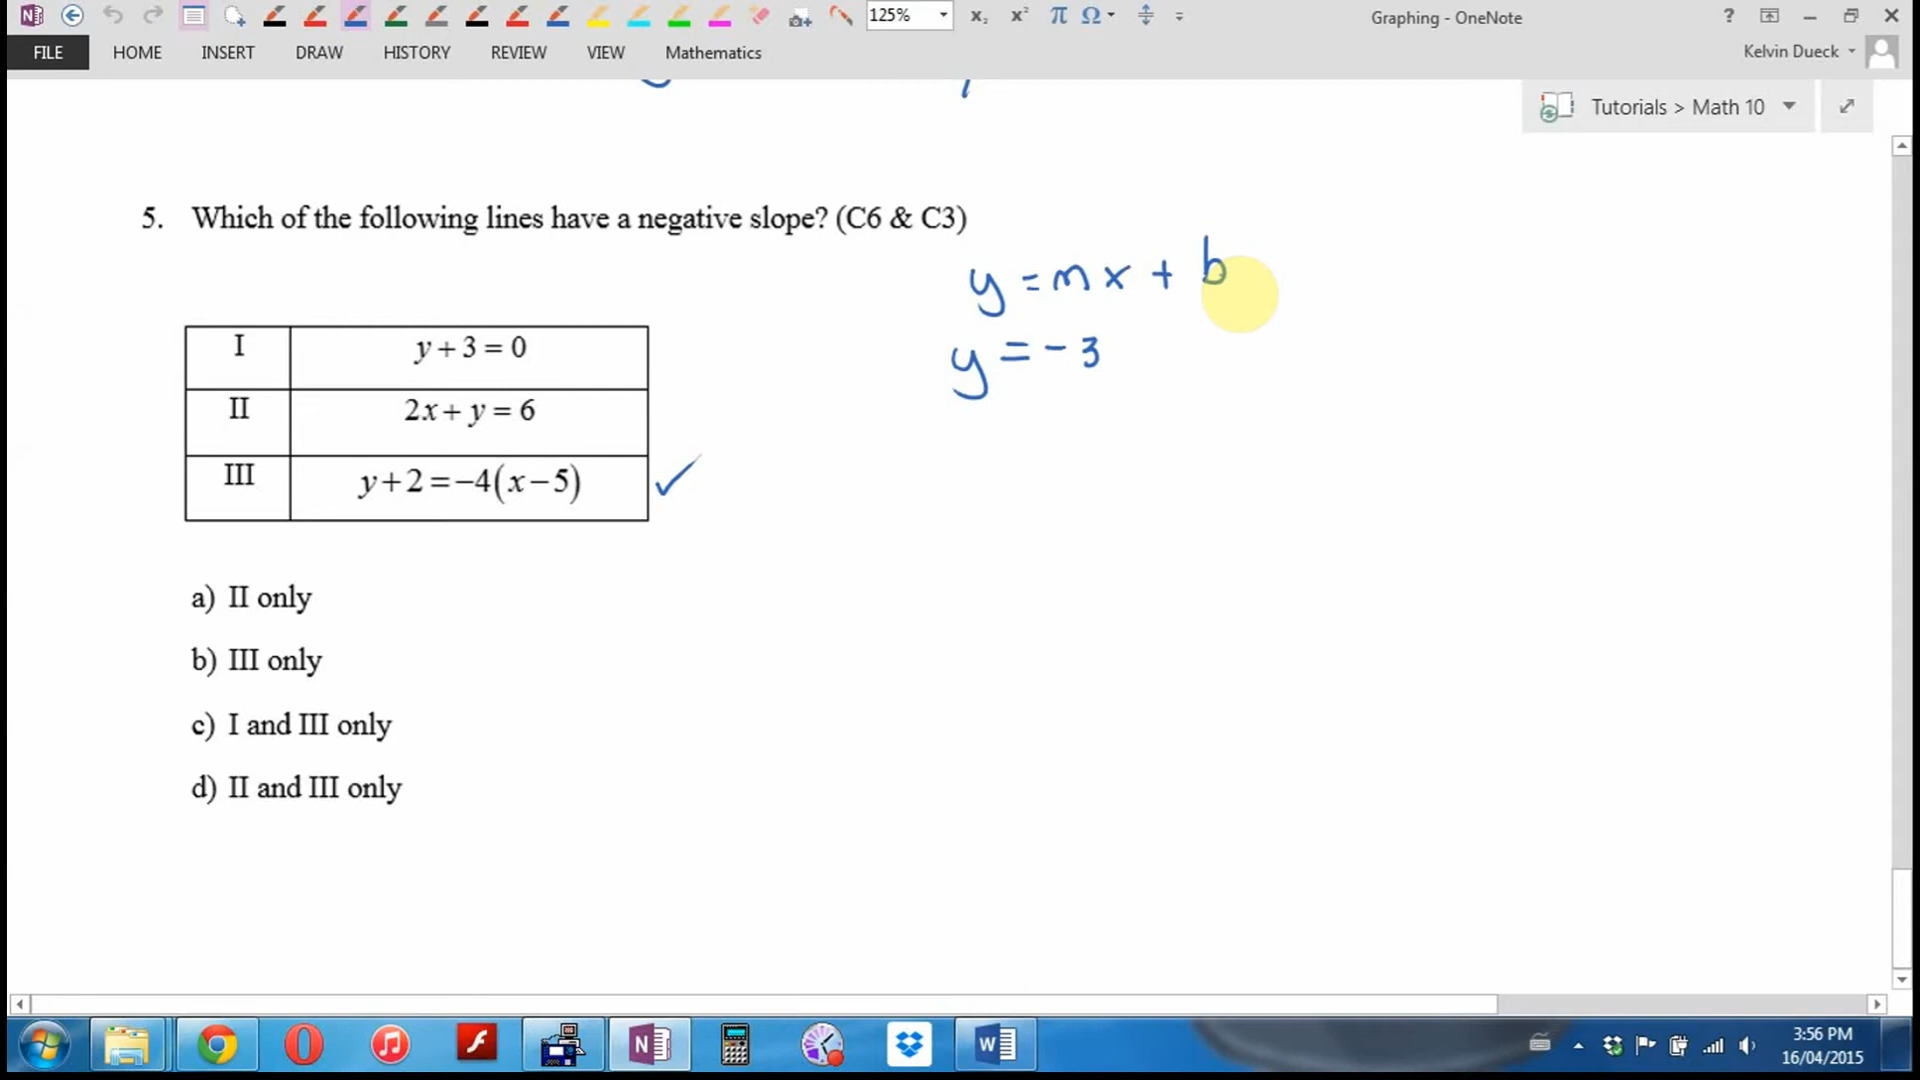 125% x₂ x² π Ω Graphing - OneNote ?
FILE HOME INSERT DRAW HISTORY REVIEW VIEW Mathematics Kelvin Dueck
Tutorials > Math 10
5. Which of the following lines have a negative slope? (C6 & C3)
y = mx + b
y = -3
I y+3=0
II 2x+y=6
III y+2=-4(x-5) ✓
a) II only
b) III only
c) I and III only
d) II and III only
N
W
3:56 PM
16/04/2015